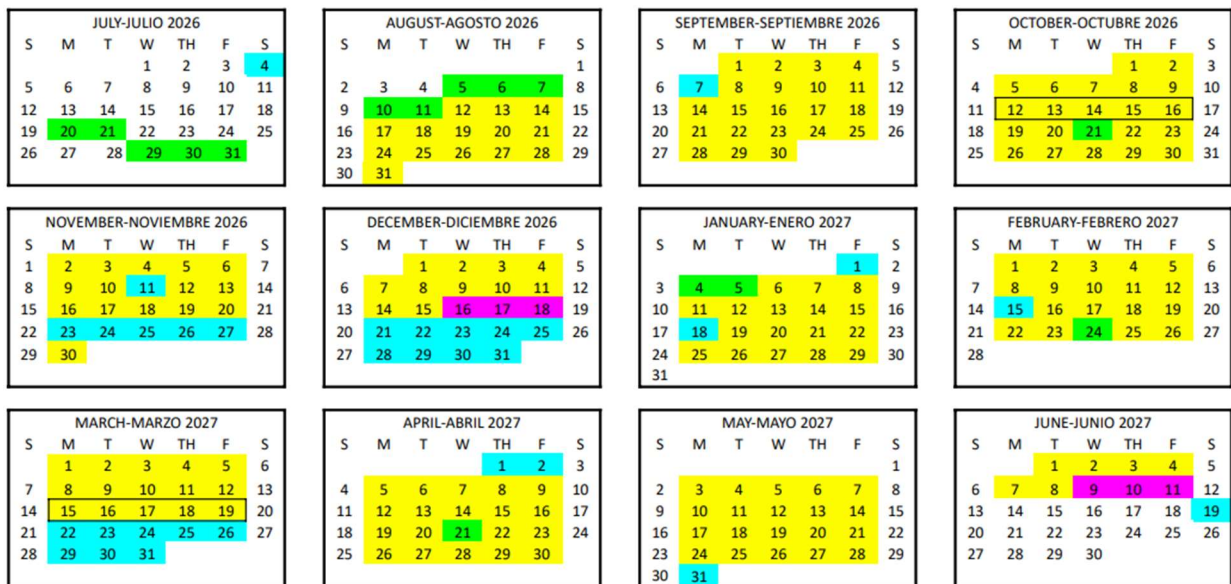 JULY-JULIO 2026
S M T W TH F S
1 2 3 4
5 6 7 8 9 10 11
12 13 14 15 16 17 18
19 20 21 22 23 24 25
26 27 28 29 30 31
AUGUST-AGOSTO 2026
S M T W TH F S
1
2 3 4 5 6 7 8
9 10 11 12 13 14 15
16 17 18 19 20 21 22
23 24 25 26 27 28 29
30 31
SEPTEMBER-SEPTIEMBRE 2026
S M T W TH F S
1 2 3 4 5
6 7 8 9 10 11 12
13 14 15 16 17 18 19
20 21 22 23 24 25 26
27 28 29 30
OCTOBER-OCTUBRE 2026
S M T W TH F S
1 2 3
4 5 6 7 8 9 10
11 12 13 14 15 16 17
18 19 20 21 22 23 24
25 26 27 28 29 30 31
NOVEMBER-NOVIEMBRE 2026
S M T W TH F S
1 2 3 4 5 6 7
8 9 10 11 12 13 14
15 16 17 18 19 20 21
22 23 24 25 26 27 28
29 30
DECEMBER-DICIEMBRE 2026
S M T W TH F S
1 2 3 4 5
6 7 8 9 10 11 12
13 14 15 16 17 18 19
20 21 22 23 24 25 26
27 28 29 30 31
JANUARY-ENERO 2027
S M T W TH F S
1 2
3 4 5 6 7 8 9
10 11 12 13 14 15 16
17 18 19 20 21 22 23
24 25 26 27 28 29 30
31
FEBRUARY-FEBRERO 2027
S M T W TH F S
1 2 3 4 5 6
7 8 9 10 11 12 13
14 15 16 17 18 19 20
21 22 23 24 25 26 27
28
MARCH-MARZO 2027
S M T W TH F S
1 2 3 4 5 6
7 8 9 10 11 12 13
14 15 16 17 18 19 20
21 22 23 24 25 26 27
28 29 30 31
APRIL-ABRIL 2027
S M T W TH F S
1 2 3
4 5 6 7 8 9 10
11 12 13 14 15 16 17
18 19 20 21 22 23 24
25 26 27 28 29 30
MAY-MAYO 2027
S M T W TH F S
1
2 3 4 5 6 7 8
9 10 11 12 13 14 15
16 17 18 19 20 21 22
23 24 25 26 27 28 29
30 31
JUNE-JUNIO 2027
S M T W TH F S
1 2 3 4 5
6 7 8 9 10 11 12
13 14 15 16 17 18 19
20 21 22 23 24 25 26
27 28 29 30